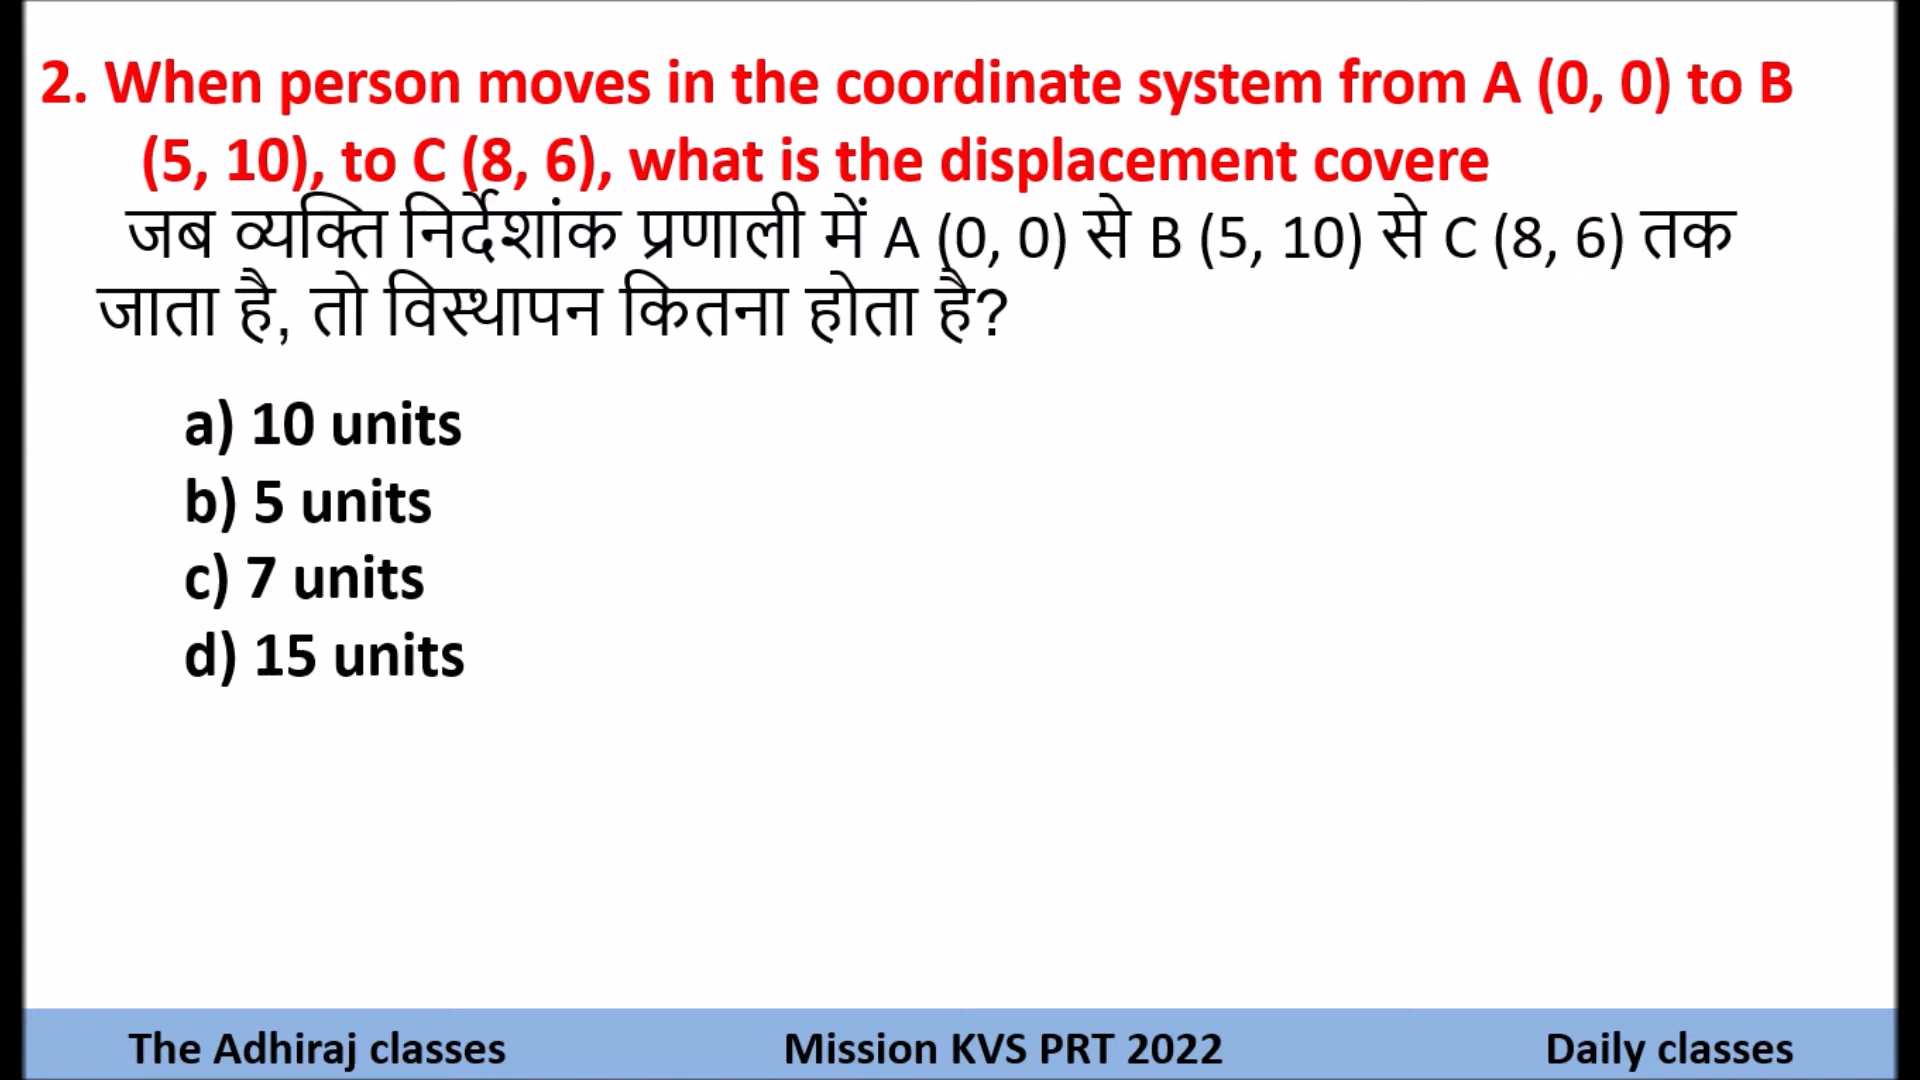 2. When person moves in the coordinate system from A (0, 0) to B
(5, 10), to C (8, 6), what is the displacement covere
जब व्यक्ति निर्देशांक प्रणाली में A (0, 0) से B (5, 10) से C (8, 6) तक
जाता है, तो विस्थापन कितना होता है?
a) 10 units
b) 5 units
c) 7 units
d) 15 units
The Adhiraj classes Mission KVS PRT 2022 Daily classes